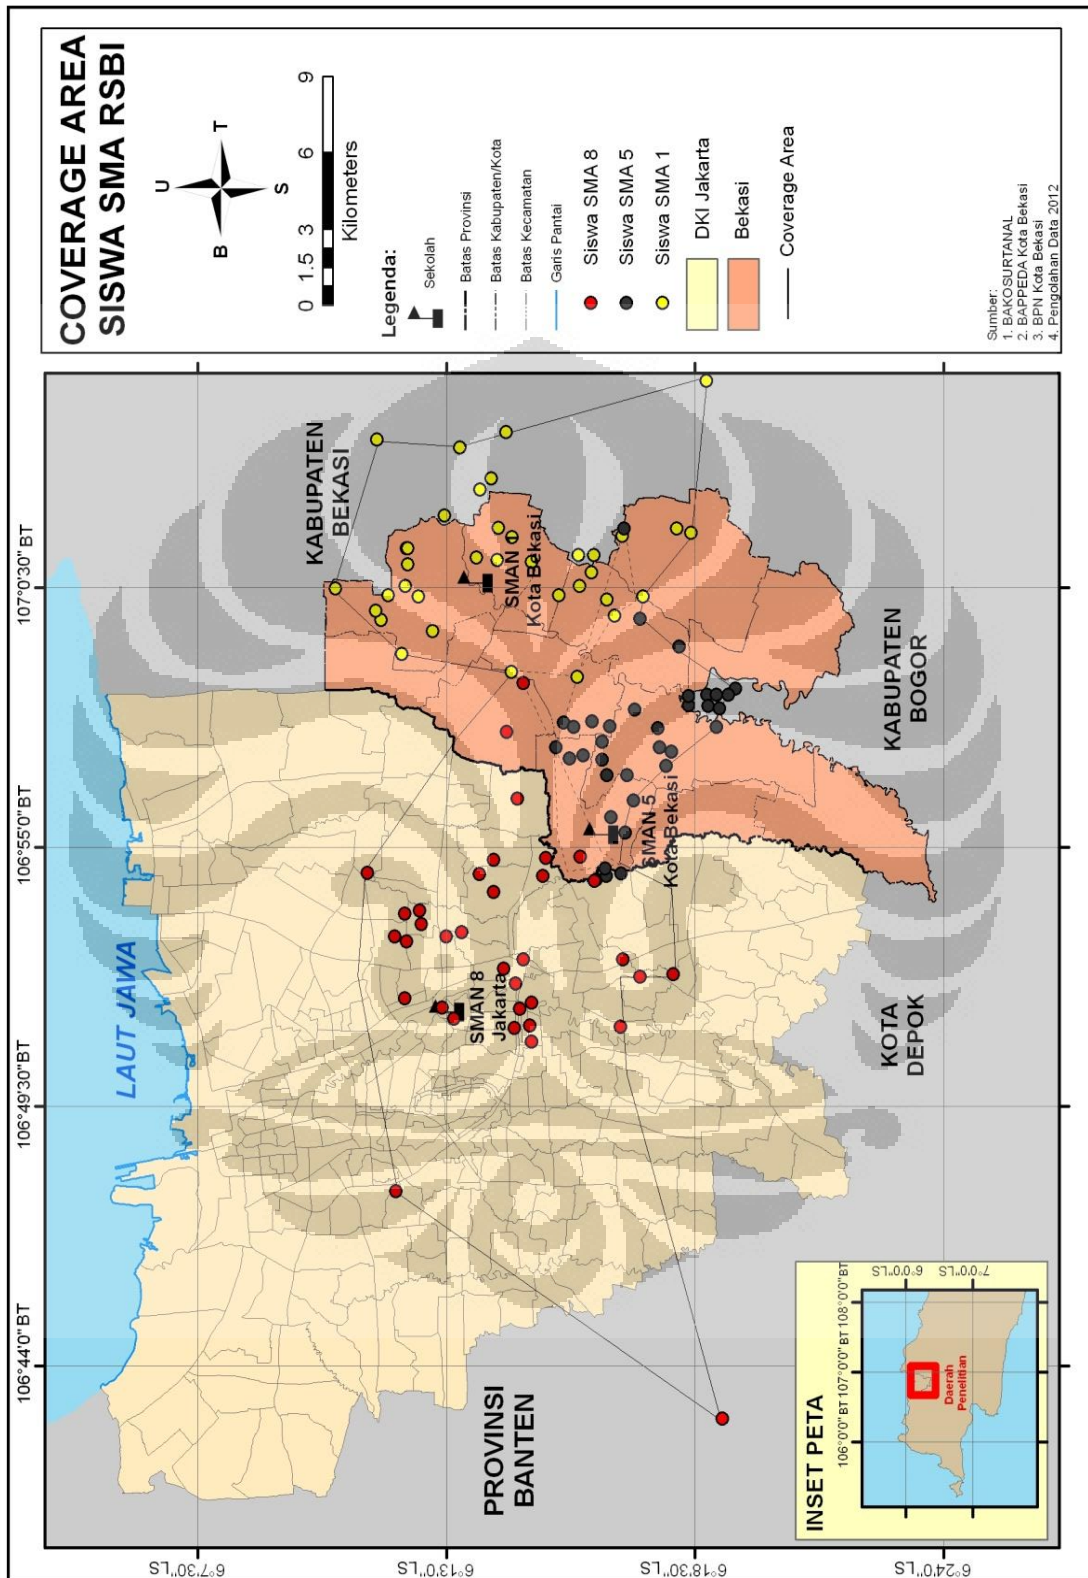 COVERAGE AREA
SISWA SMA RSBI
U
B
T
S
0 1.5 3 6 9
Kilometers
Legenda:
Sekolah
Batas Provinsi
Batas Kabupaten/Kota
Batas Kecamatan
Garis Pantai
Siswa SMA 8
Siswa SMA 5
Siswa SMA 1
DKI Jakarta
Bekasi
Coverage Area
Sumber:
1. BAKOSURTANAL
2. BAPPEDA Kota Bekasi
3. BPN Kota Bekasi
4. Pengolahan Data 2012
106°44'0"BT
106°49'30"BT
106°55'0"BT
107°0'30"BT
6°7'30"LS
6°13'0"LS
6°18'30"LS
6°24'0"LS
LAUT JAWA
KABUPATEN
BEKASI
SMAN
Kota Bekasi
SMAN 8
Jakarta
SMAN 5
Kota Bekasi
PROVINSI
BANTEN
KOTA
DEPOK
KABUPATEN
BOGOR
INSET PETA
106°0'0"BT 107°0'0"BT 108°0'0"BT
6°0'0"LS
7°0'0"LS
Daerah
Penelitian